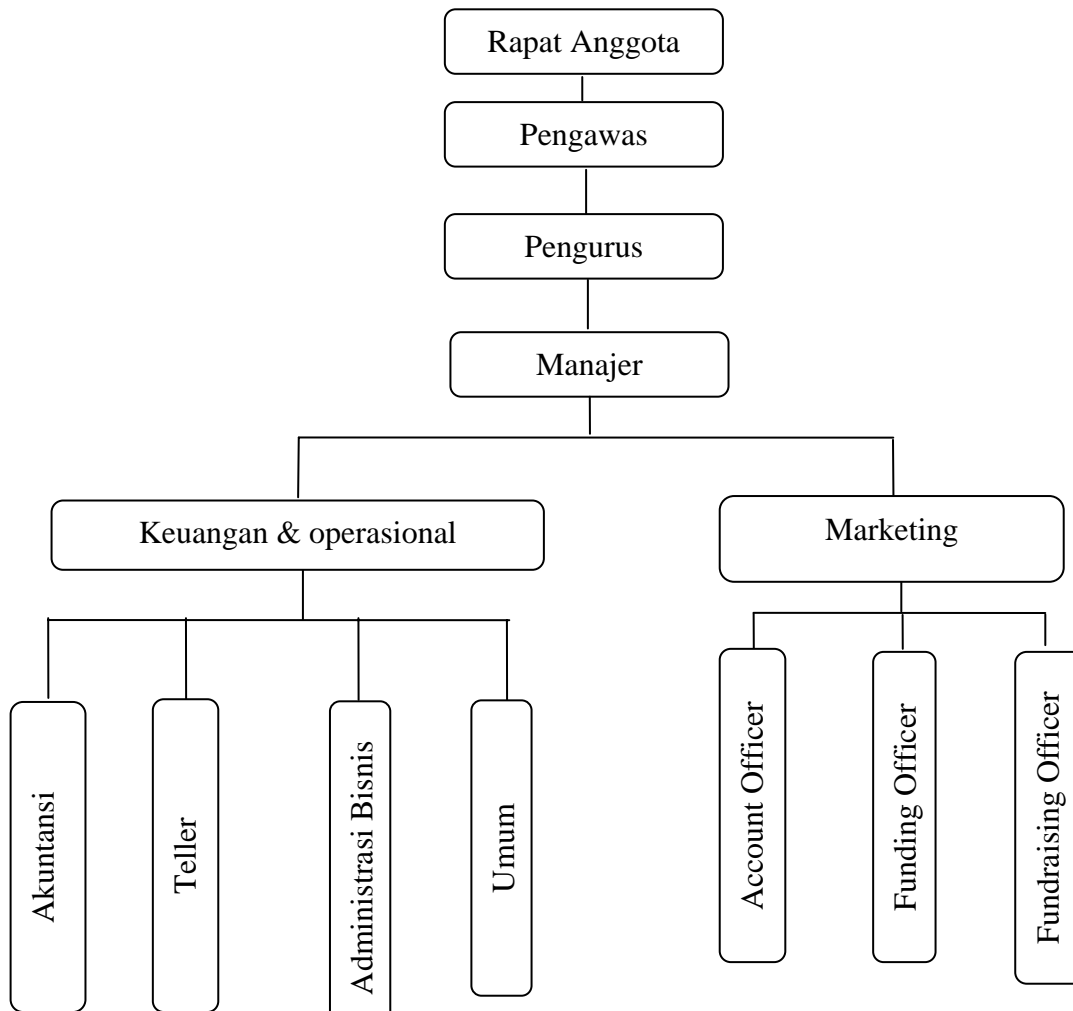 Rapat Anggota
Pengawas
Pengurus
Manajer
Keuangan & operasional
Marketing
Akuntansi
Teller
Administrasi Bisnis
Umum
Account Officer
Funding Officer
Fundraising Officer